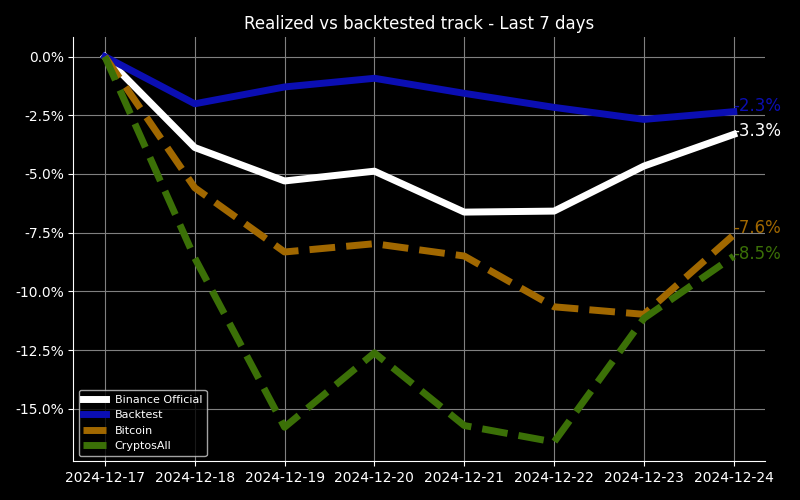 Realized vs backtested track - Last 7 days
0.0%
-2.5%
-5.0%
-7.5%
-10.0%
-12.5%
-15.0%
-2.3%
-3.3%
-7.6%
-8.5%
Binance Official
Backtest
Bitcoin
CryptosAll
2024-12-17 2024-12-18 2024-12-19 2024-12-20 2024-12-21 2024-12-22 2024-12-23 2024-12-24